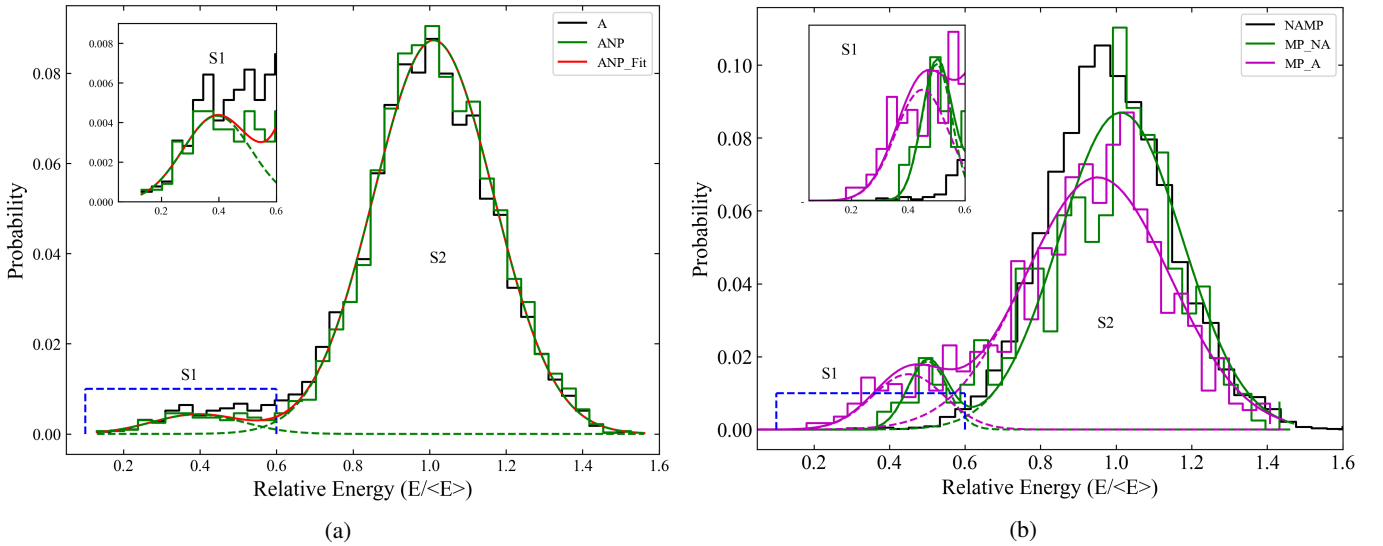 A
ANP
ANP_Fit
S1
0.008
0.006
0.004
0.002
0.000
0.2 0.4 0.6
0.08
0.06
0.04
0.02
0.00
Probability
S2
S1
0.2 0.4 0.6 0.8 1.0 1.2 1.4 1.6
Relative Energy (E/<E>)
(a)
NAMP
MP_NA
MP_A
S1
0.2 0.4 0.6
0.10
0.08
0.06
0.04
0.02
0.00
Probability
S2
S1
0.2 0.4 0.6 0.8 1.0 1.2 1.4 1.6
Relative Energy (E/<E>)
(b)